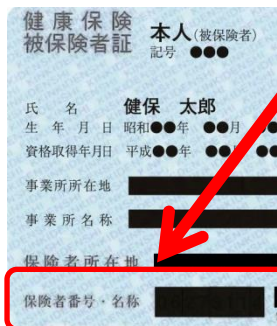 健康保険
被保険者証
本人(被保険者)
記号 ●●●
氏名 健保 太郎
生年月日 昭和●●年 ●●月
資格取得年月日 平成●●年 ●●
事業所所在地
事業所名称
保険者所在地
保険者番号・名称